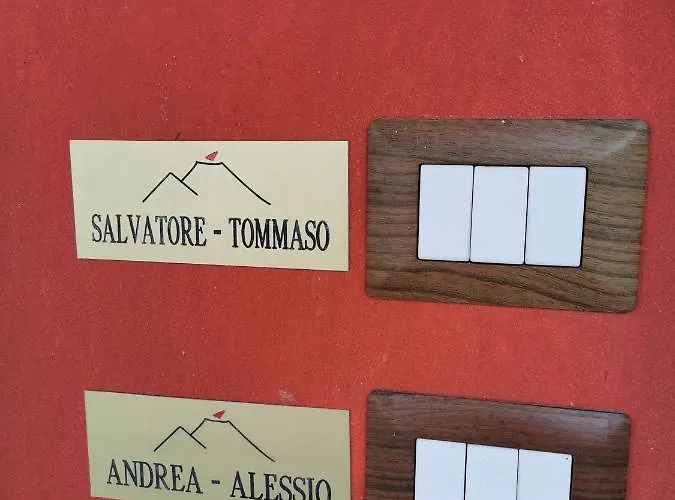 SALVATORE - TOMMASO
ANDREA - ALESSIO